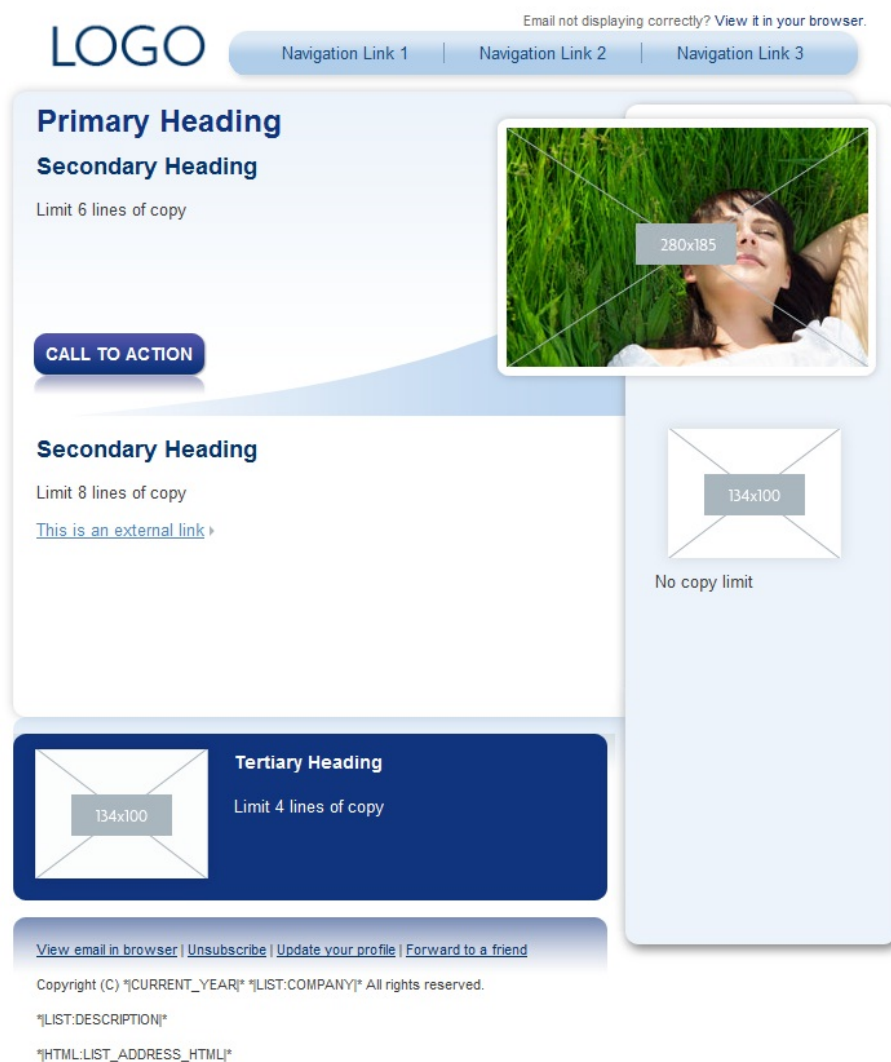 Email not displaying correctly? View it in your browser.
LOGO
Navigation Link 1
Navigation Link 2
Navigation Link 3
Primary Heading
Secondary Heading
Limit 6 lines of copy
280x185
CALL TO ACTION
Secondary Heading
Limit 8 lines of copy
This is an external link
134x100
No copy limit
134x100
Tertiary Heading
Limit 4 lines of copy
View email in browser | Unsubscribe | Update your profile | Forward to a friend
Copyright (C) *|CURRENT_YEAR|* *|LIST:COMPANY|* All rights reserved.
*|LIST:DESCRIPTION|*
*|HTML:LIST_ADDRESS_HTML|*